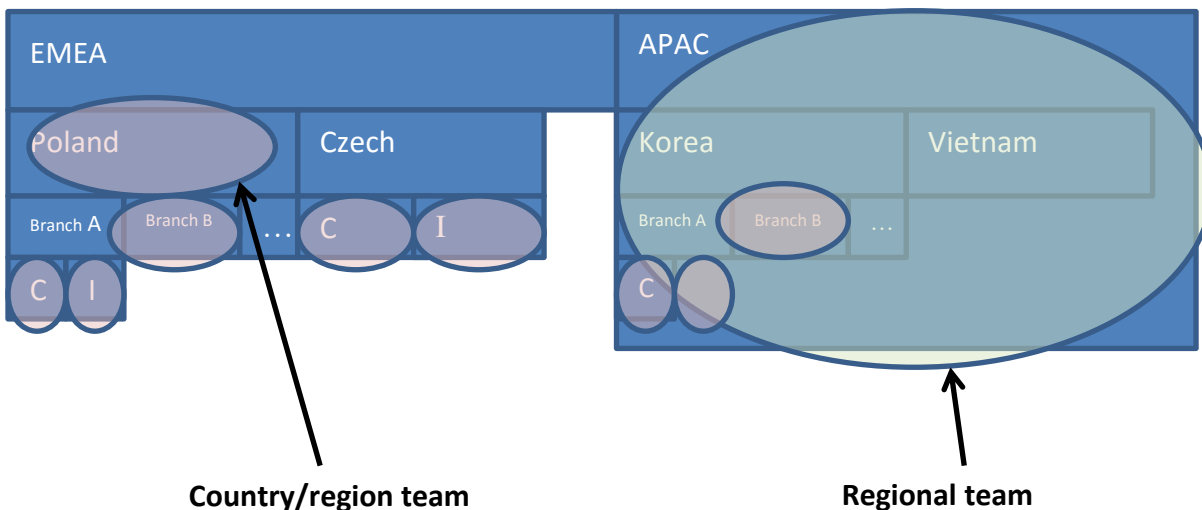 EMEA
APAC
Poland
Czech
Korea
Vietnam
Branch A
Branch B
...
C
I
Branch A
Branch B
...
C
I
C
Country/region team
Regional team